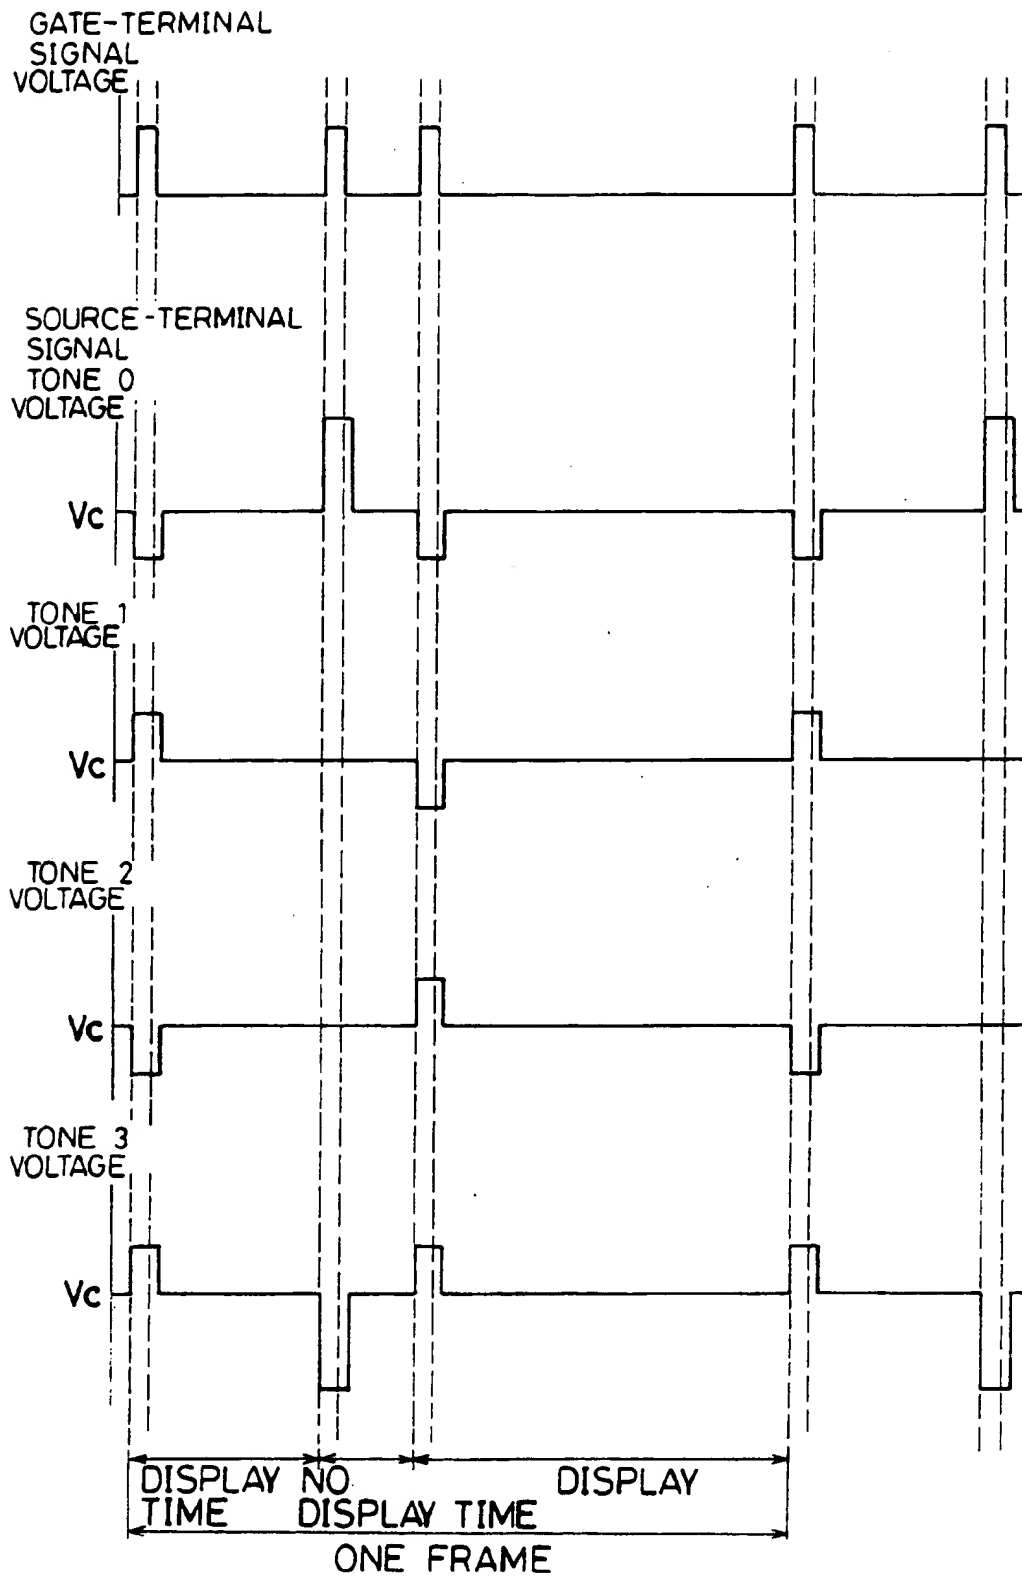 GATE-TERMINAL
SIGNAL
VOLTAGE
SOURCE-TERMINAL
SIGNAL
TONE 0
VOLTAGE
Vc
TONE 1
VOLTAGE
Vc
TONE 2
VOLTAGE
Vc
TONE 3
VOLTAGE
Vc
DISPLAY NO DISPLAY
TIME DISPLAY TIME
ONE FRAME